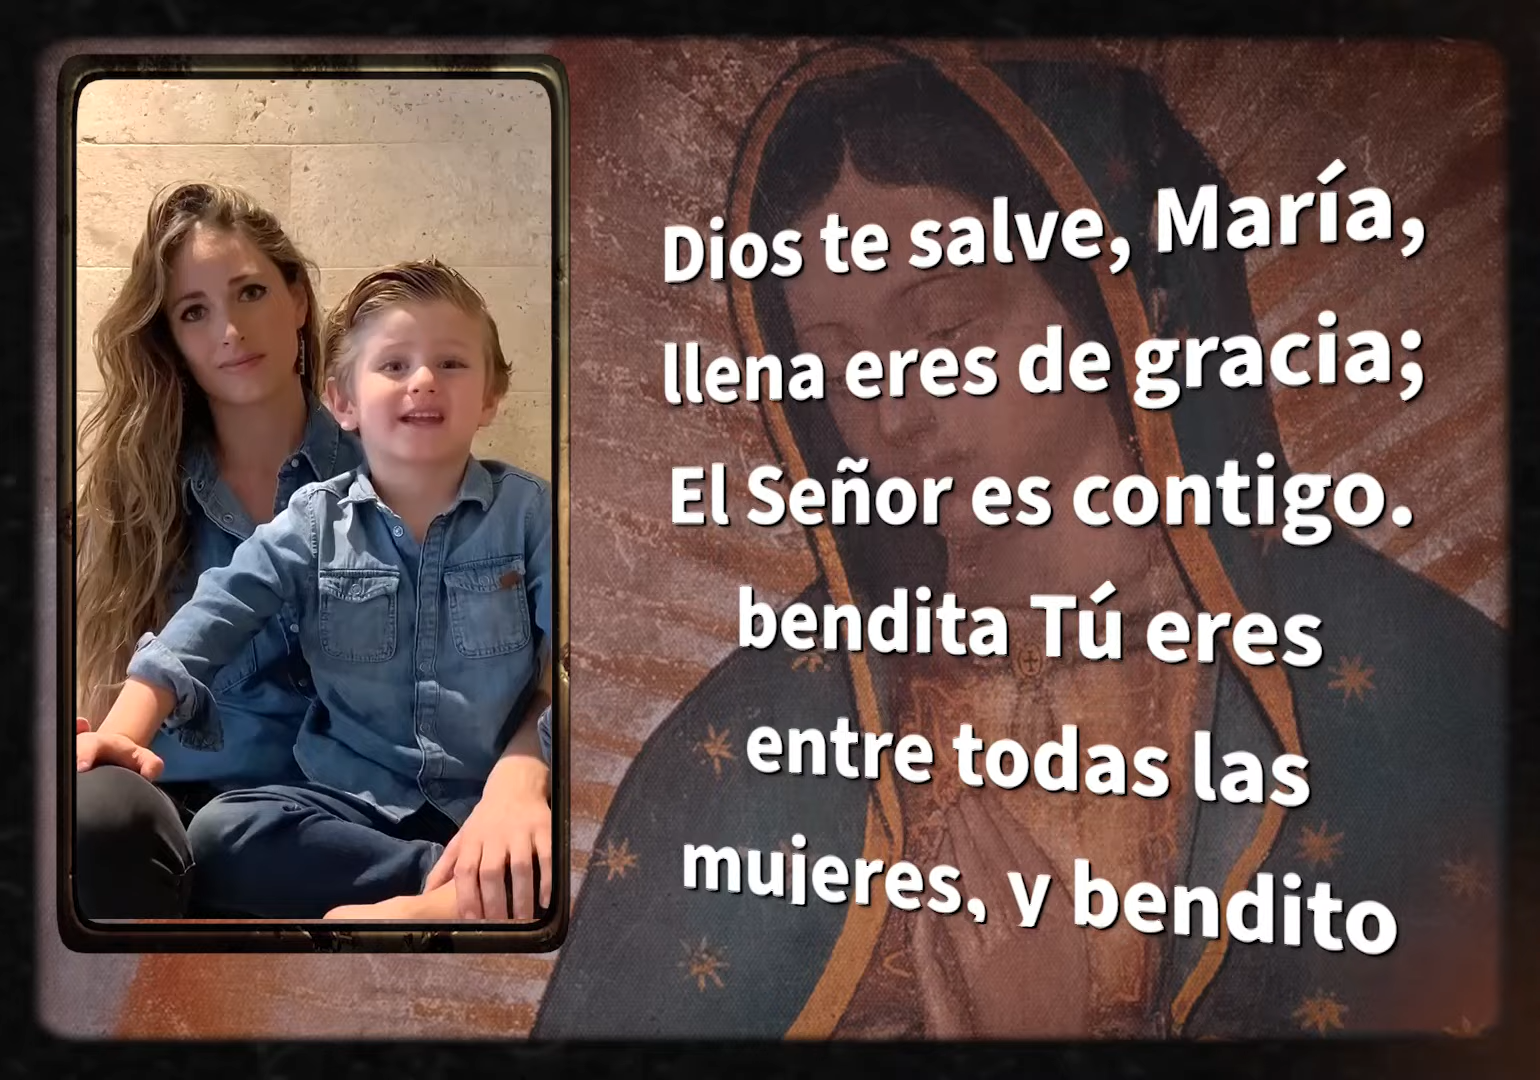 Dios te salve, María,
llena eres de gracia;
El Señor es contigo.
bendita Tú eres
entre todas las
mujeres, y bendito